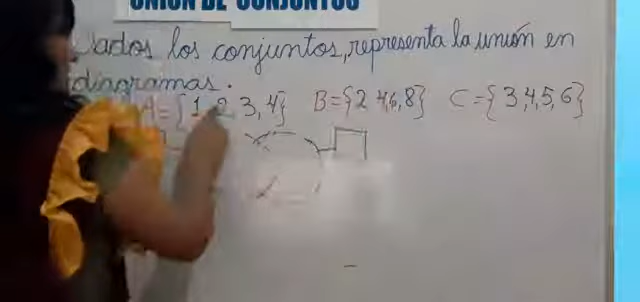 UNIÓN DE CONJUNTOS
Dados los conjuntos, representa la unión en
diagramas.
A={1,2,3,4} B={2,4,6,8} C={3,4,5,6}